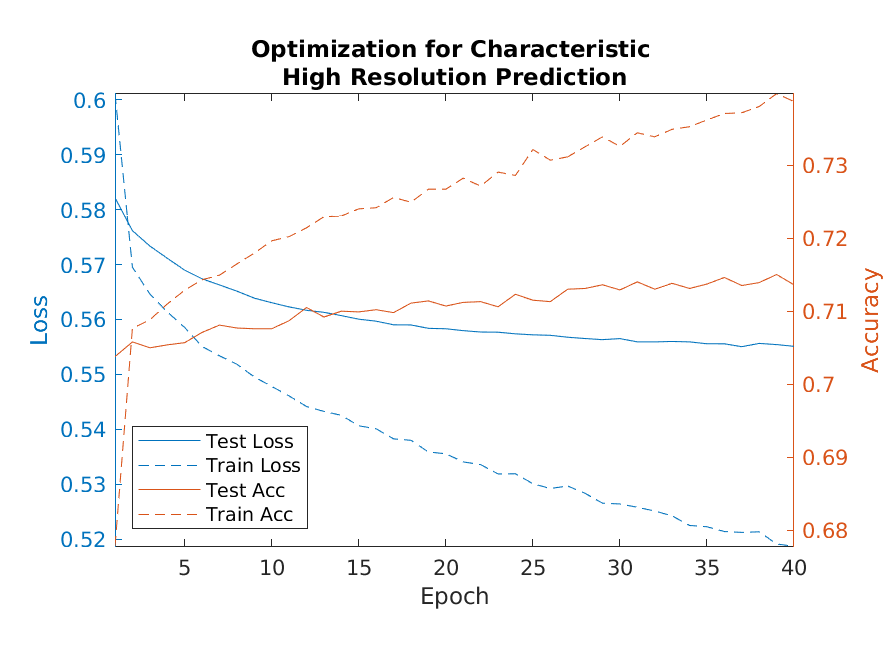 Optimization for Characteristic
High Resolution Prediction
0.6
0.59
0.58
0.57
0.56
0.55
0.54
0.53
0.52
Loss
0.73
0.72
0.71
0.7
0.69
0.68
Accuracy
Test Loss
Train Loss
Test Acc
Train Acc
5 10 15 20 25 30 35 40
Epoch